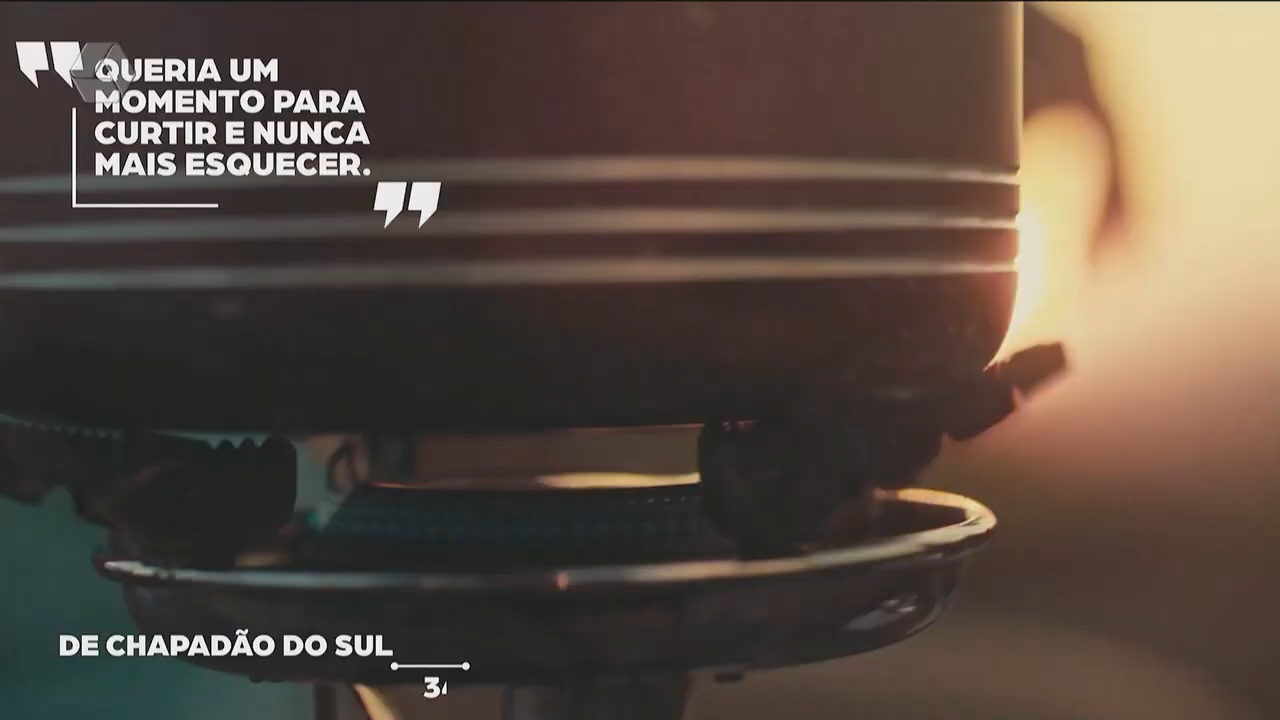 QUERIA UM
MOMENTO PARA
CURTIR E NUNCA
MAIS ESQUECER.
DE CHAPADÃO DO SUL